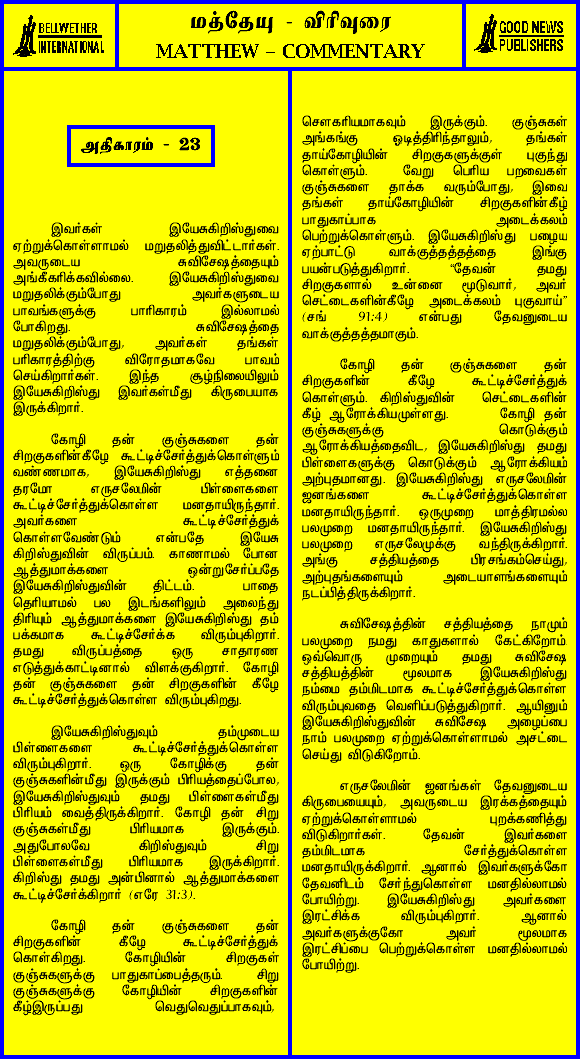 BELLWETHER
INTERNATIONAL
மத்தேயு - விரிவுரை
MATTHEW – COMMENTARY
GOOD NEWS
PUBLISHERS
அதிகாரம் - 23
இவர்கள் இயேசுகிறிஸ்துவை
ஏற்றுக்கொள்ளாமல் மறுதலித்துவிட்டார்கள்.
அவருடைய சுவிசேஷத்தையும்
அங்கீகரிக்கவில்லை. இயேசுகிறிஸ்துவை
மறுதலிக்கும்போது அவர்களுடைய
பாவங்களுக்கு பாரிகாரம் இல்லாமல்
போகிறது. சுவிசேஷத்தை
மறுதலிக்கும்போது, அவர்கள் தங்கள்
பரிகாரத்திற்கு விரோதமாகவே பாவம்
செய்கிறார்கள். இந்த சூழ்நிலையிலும்
இயேசுகிறிஸ்து இவர்கள்மீது கிருபையாக
இருக்கிறார்.
கோழி தன் குஞ்சுகளை தன்
சிறகுகளின்கீழே கூட்டிச்சேர்த்துக்கொள்ளும்
வண்ணமாக, இயேசுகிறிஸ்து எத்தனை
தரமோ எருசலேமின் பிள்ளைகளை
கூட்டிச்சேர்த்துக்கொள்ள மனதாயிருந்தார்.
அவர்களை கூட்டிச்சேர்த்துக்
கொள்ளவேண்டும் என்பதே இயேசு
கிறிஸ்துவின் விருப்பம். காணாமல் போன
ஆத்துமாக்களை ஒன்றுசேர்ப்பதே
இயேசுகிறிஸ்துவின் திட்டம். பாதை
தெரியாமல் பல இடங்களிலும் அலைந்து
திரியும் ஆத்துமாக்களை இயேசுகிறிஸ்து தம்
பக்கமாக கூட்டிச்சேர்க்க விரும்புகிறார்.
தமது விருப்பத்தை ஒரு சாதாரண
எடுத்துக்காட்டினால் விளக்குகிறார். கோழி
தன் குஞ்சுகளை தன் சிறகுகளின் கீழே
கூட்டிச்சேர்த்துக்கொள்ள விரும்புகிறது.
இயேசுகிறிஸ்துவும் தம்முடைய
பிள்ளைகளை கூட்டிச்சேர்த்துக்கொள்ள
விரும்புகிறார். ஒரு கோழிக்கு தன்
குஞ்சுகளின்மீது இருக்கும் பிரியத்தைப்போல,
இயேசுகிறிஸ்துவும் தமது பிள்ளைகள்மீது
பிரியம் வைத்திருக்கிறார். கோழி தன் சிறு
குஞ்சுகள்மீது பிரியமாக இருக்கும்.
அதுபோலவே கிறிஸ்துவும் சிறு
பிள்ளைகள்மீது பிரியமாக இருக்கிறார்.
கிறிஸ்து தமது அன்பினால் ஆத்துமாக்களை
கூட்டிச்சேர்க்கிறார் (எரே 31:3).
கோழி தன் குஞ்சுகளை தன்
சிறகுகளின் கீழே கூட்டிச்சேர்த்துக்
கொள்கிறது. கோழியின் சிறகுகள்
குஞ்சுகளுக்கு பாதுகாப்பைத்தரும். சிறு
குஞ்சுகளுக்கு கோழியின் சிறகுகளின்
கீழ்இருப்பது வெதுவெதுப்பாகவும்,
சௌகரியமாகவும் இருக்கும். குஞ்சுகள்
அங்கங்கு ஓடித்திரிந்தாலும், தங்கள்
தாய்கோழியின் சிறகுகளுக்குள் புகுந்து
கொள்ளும். வேறு பெரிய பறவைகள்
குஞ்சுகளை தாக்க வரும்போது, இவை
தங்கள் தாய்கோழியின் சிறகுகளின்கீழ்
பாதுகாப்பாக அடைக்கலம்
பெற்றுக்கொள்ளும். இயேசுகிறிஸ்து பழைய
ஏற்பாட்டு வாக்குத்தத்தத்தை இங்கு
பயன்படுத்துகிறார். “தேவன் தமது
சிறகுகளால் உன்னை மூடுவார், அவர்
செட்டைகளின்கீழே அடைக்கலம் புகுவாய்”
(சங் 91:4) என்பது தேவனுடைய
வாக்குத்தத்தமாகும்.
கோழி தன் குஞ்சுகளை தன்
சிறகுகளின் கீழே கூட்டிச்சேர்த்துக்
கொள்ளும். கிறிஸ்துவின் செட்டைகளின்
கீழ் ஆரோக்கியமுள்ளது. கோழி தன்
குஞ்சுகளுக்கு கொடுக்கும்
ஆரோக்கியத்தைவிட, இயேசுகிறிஸ்து தமது
பிள்ளைகளுக்கு கொடுக்கும் ஆரோக்கியம்
அற்புதமானது. இயேசுகிறிஸ்து எருசலேமின்
ஜனங்களை கூட்டிச்சேர்த்துக்கொள்ள
மனதாயிருந்தார். ஒருமுறை மாத்திரமல்ல
பலமுறை மனதாயிருந்தார். இயேசுகிறிஸ்து
பலமுறை எருசலேமுக்கு வந்திருக்கிறார்.
அங்கு சத்தியத்தை பிரசங்கம்செய்து,
அற்புதங்களையும் அடையாளங்களையும்
நடப்பித்திருக்கிறார்.
சுவிசேஷத்தின் சத்தியத்தை நாமும்
பலமுறை நமது காதுகளால் கேட்கிறோம்
ஒவ்வொரு முறையும் தமது சுவிசேஷ
சத்தியத்தின் மூலமாக இயேசுகிறிஸ்து
நம்மை தம்மிடமாக கூட்டிச்சேர்த்துக்கொள்ள
விரும்புவதை வெளிப்படுத்துகிறார். ஆயினும்
இயேசுகிறிஸ்துவின் சுவிசேஷ அழைப்பை
நாம் பலமுறை ஏற்றுக்கொள்ளாமல் அசட்டை
செய்து விடுகிறோம்.
எருசலேமின் ஜனங்கள் தேவனுடைய
கிருபையையும், அவருடைய இரக்கத்தையும்
ஏற்றுக்கொள்ளாமல் புறக்கணித்து
விடுகிறார்கள். தேவன் இவர்களை
தம்மிடமாக சேர்த்துக்கொள்ள
மனதாயிருக்கிறார். ஆனால் இவர்களுக்கோ
தேவனிடம் சேர்ந்துகொள்ள மனதில்லாமல்
போயிற்று. இயேசுகிறிஸ்து அவர்களை
இரட்சிக்க விரும்புகிறார். ஆனால்
அவர்களுக்குகோ அவர் மூலமாக
இரட்சிப்பை பெற்றுக்கொள்ள மனதில்லாமல்
போயிற்று.